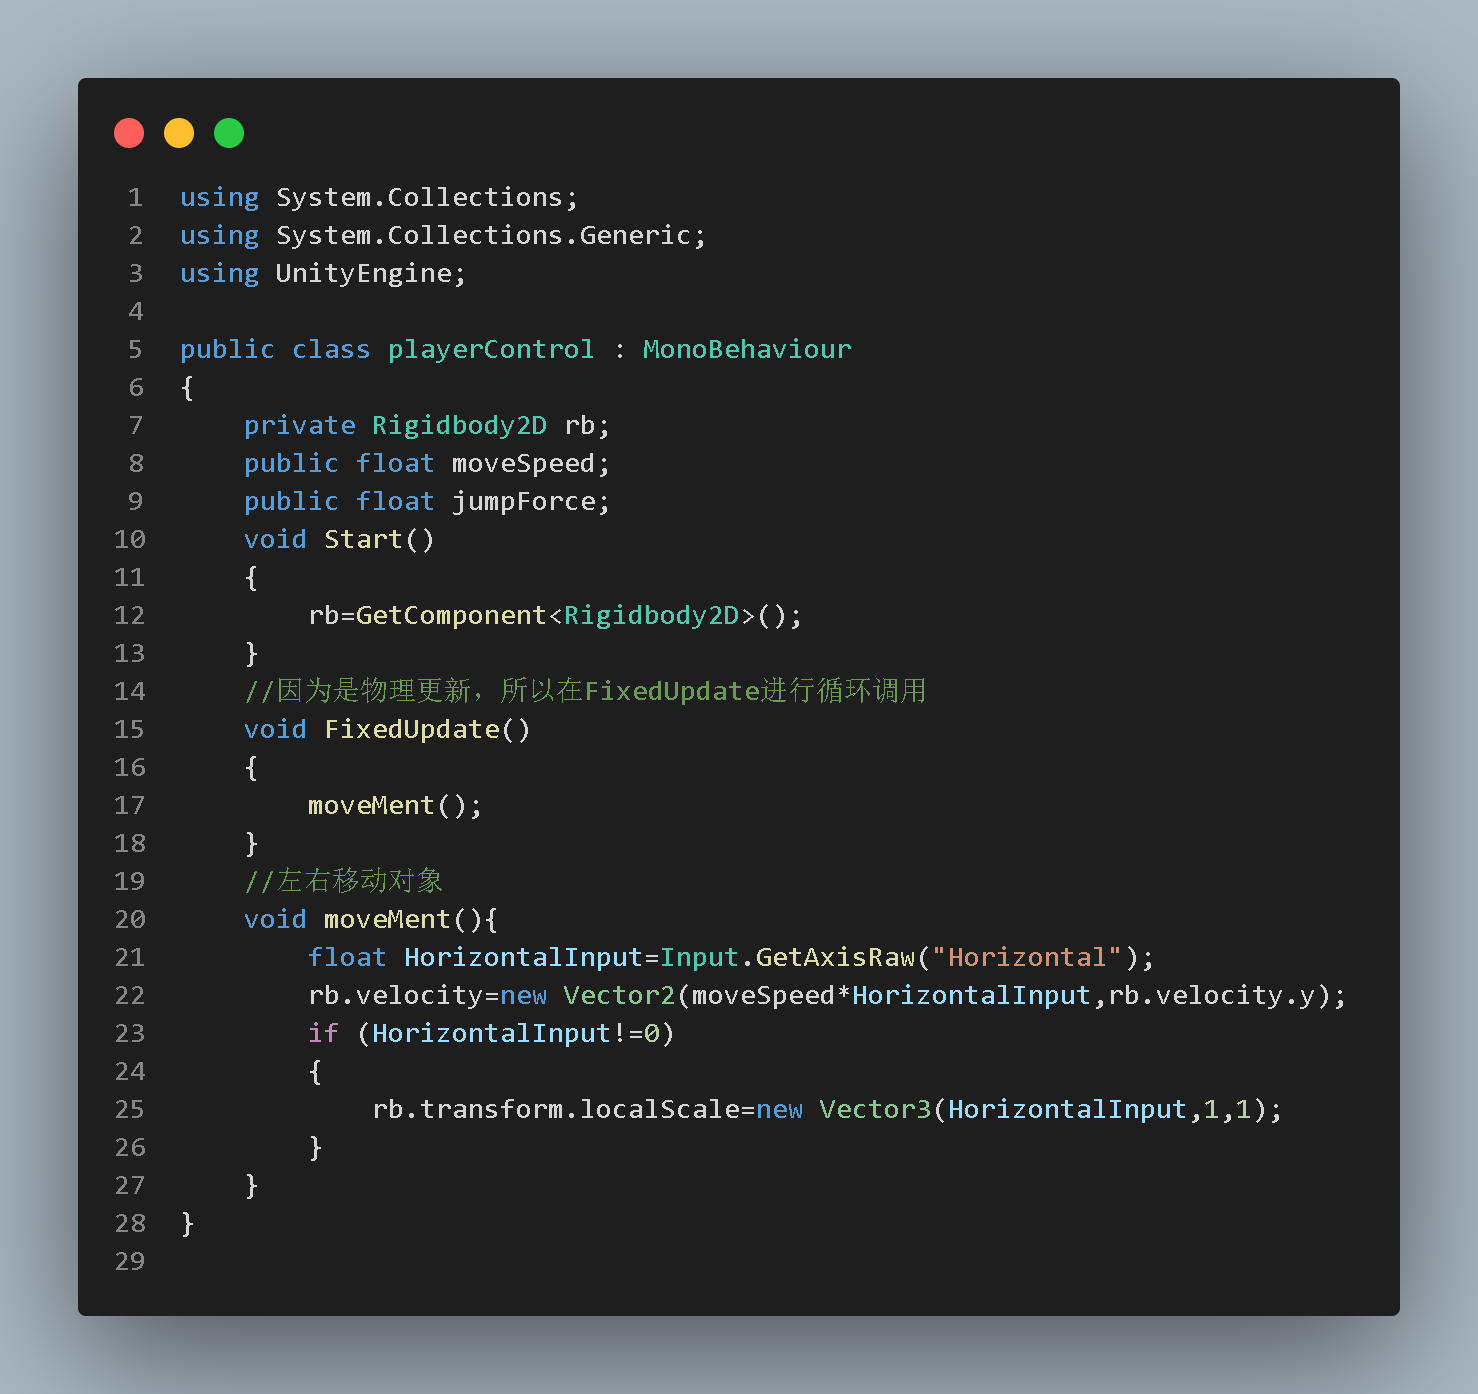 1 using System.Collections;
2 using System.Collections.Generic;
3 using UnityEngine;
4
5 public class playerControl : MonoBehaviour
6 {
7     private Rigidbody2D rb;
8     public float moveSpeed;
9     public float jumpForce;
10     void Start()
11     {
12         rb=GetComponent<Rigidbody2D>();
13     }
14     //因为是物理更新，所以在FixedUpdate进行循环调用
15     void FixedUpdate()
16     {
17         moveMent();
18     }
19     //左右移动对象
20     void moveMent(){
21         float HorizontalInput=Input.GetAxisRaw("Horizontal");
22         rb.velocity=new Vector2(moveSpeed*HorizontalInput,rb.velocity.y);
23         if (HorizontalInput!=0)
24         {
25             rb.transform.localScale=new Vector3(HorizontalInput,1,1);
26         }
27     }
28 }
29